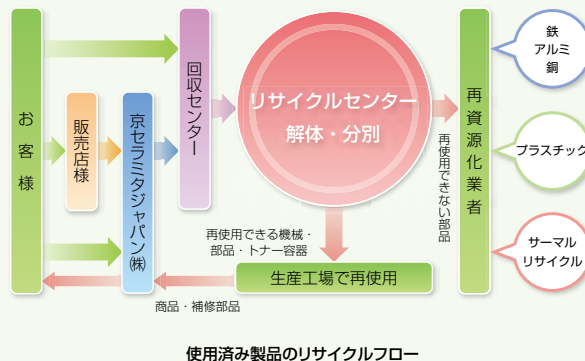 お客様
販売店様
京セラミタジャパン㈱
回収センター
リサイクルセンター
解体・分別
再使用できない部品
再資源化業者
鉄
アルミ
銅
プラスチック
サーマル
リサイクル
再使用できる機械・
部品・トナー容器
生産工場で再使用
商品・補修部品
使用済み製品のリサイクルフロー